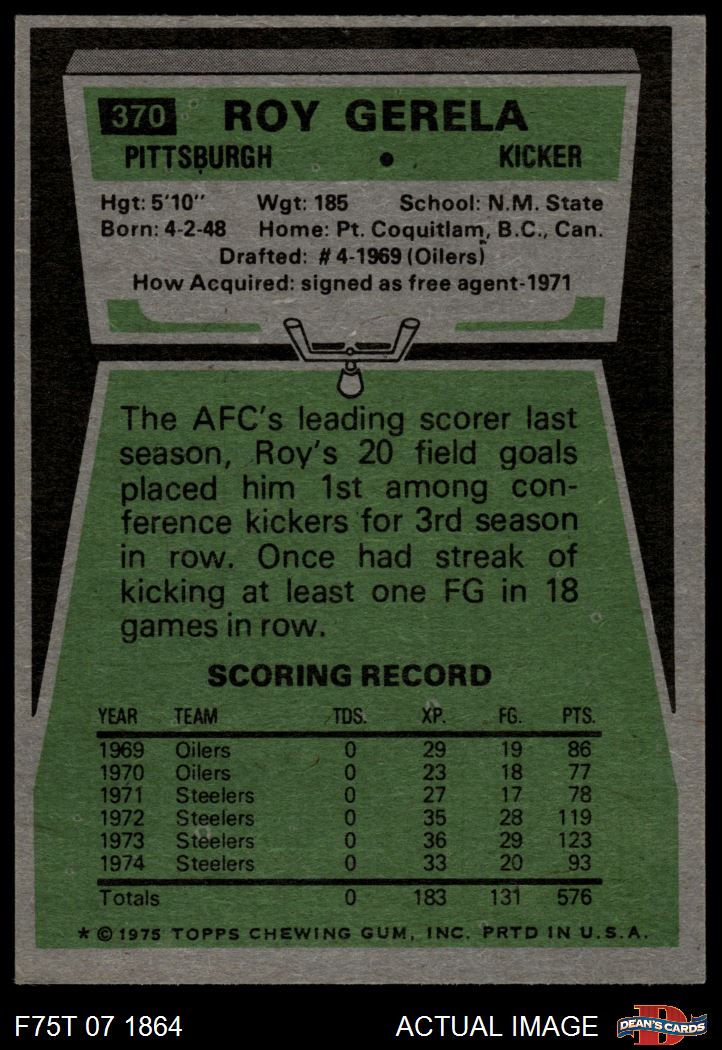 370 ROY GERELA
PITTSBURGH • KICKER
Hgt: 5'10" Wgt: 185 School: N.M. State
Born: 4-2-48 Home: Pt. Coquitlam, B.C., Can.
Drafted: #4-1969 (Oilers)
How Acquired: signed as free agent-1971
The AFC's leading scorer last
season, Roy's 20 field goals
placed him 1st among con-
ference kickers for 3rd season
in row. Once had streak of
kicking at least one FG in 18
games in row.
SCORING RECORD
YEAR TEAM TDS. XP. FG. PTS.
1969 Oilers 0 29 19 86
1970 Oilers 0 23 18 77
1971 Steelers 0 27 17 78
1972 Steelers 0 35 28 119
1973 Steelers 0 36 29 123
1974 Steelers 0 33 20 93
Totals 0 183 131 576
* © 1975 TOPPS CHEWING GUM, INC. PRTD IN U.S.A.
F75T 07 1864 ACTUAL IMAGE D DEAN'S CARDS